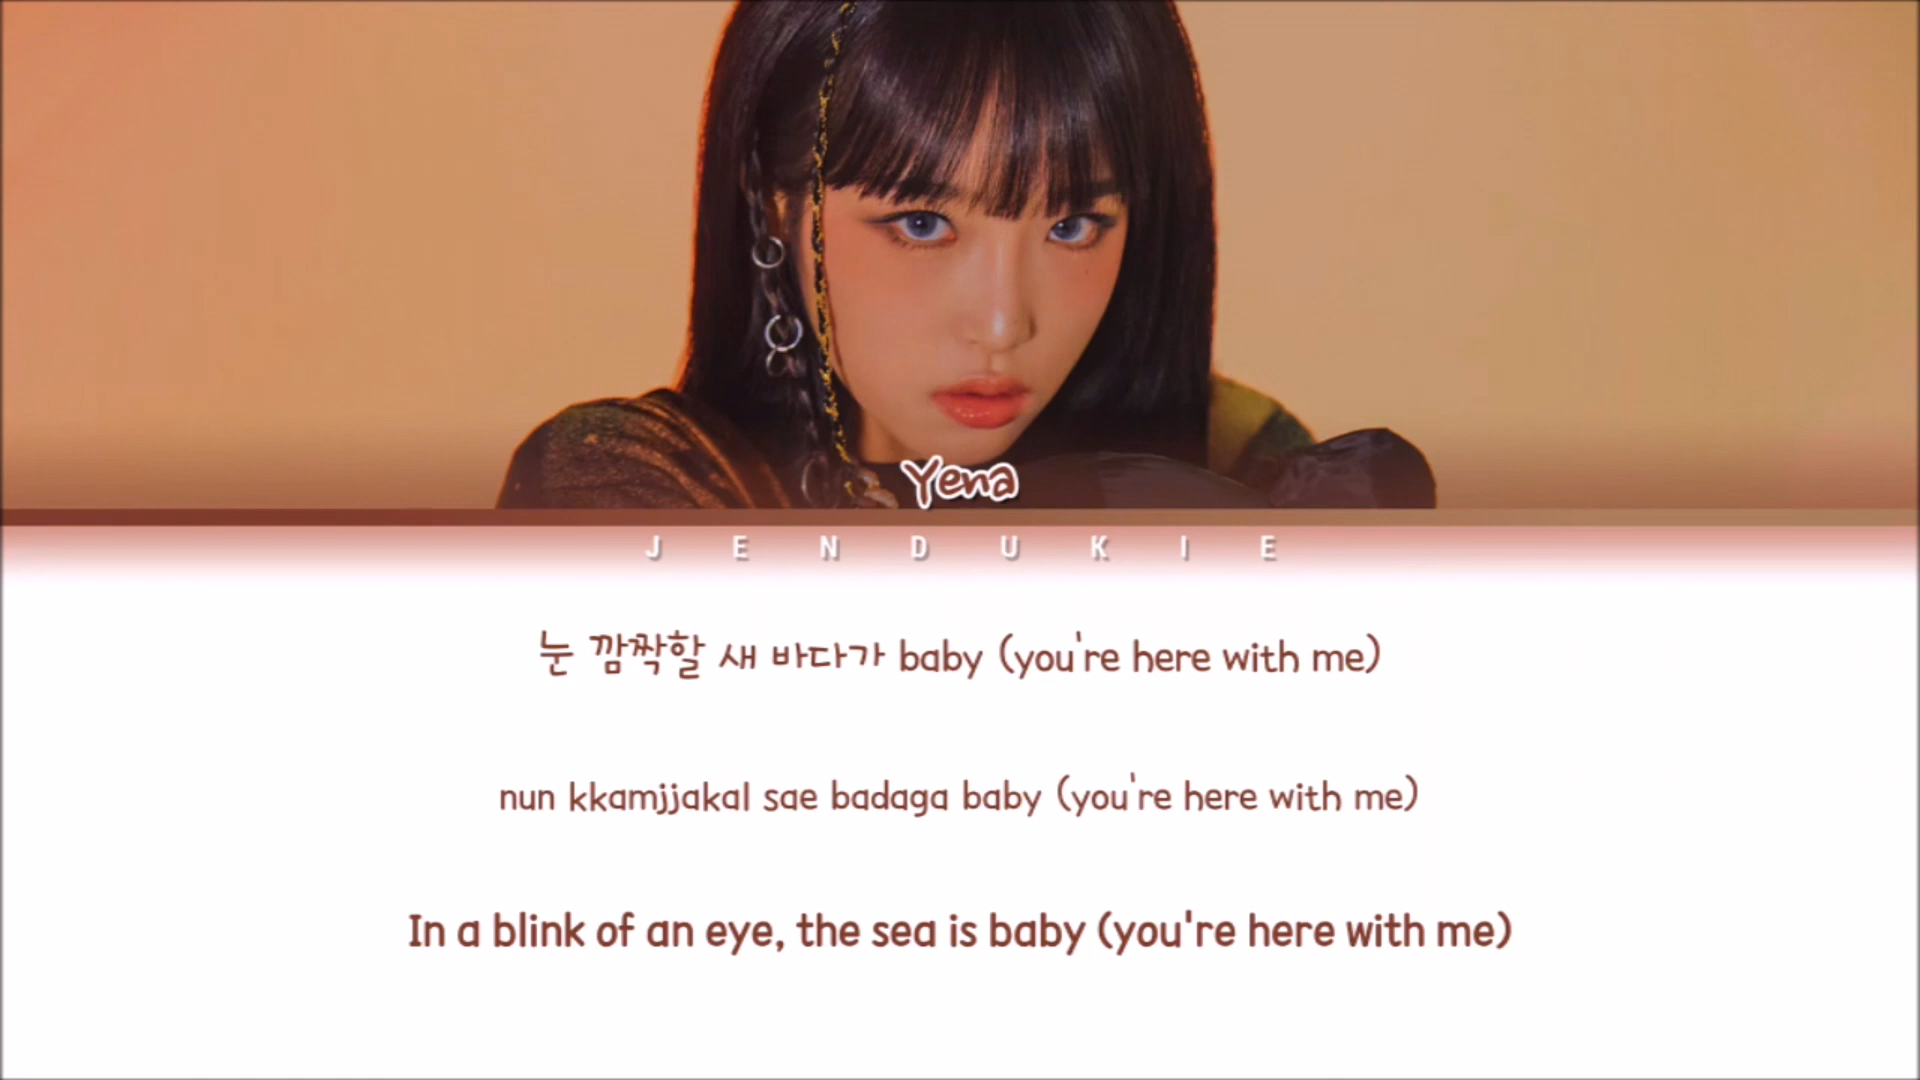 Yena
JENDUKIE
눈 깜짝할 새 바다가 baby (you're here with me)
nun kkamjjakal sae badaga baby (you're here with me)
In a blink of an eye, the sea is baby (you're here with me)